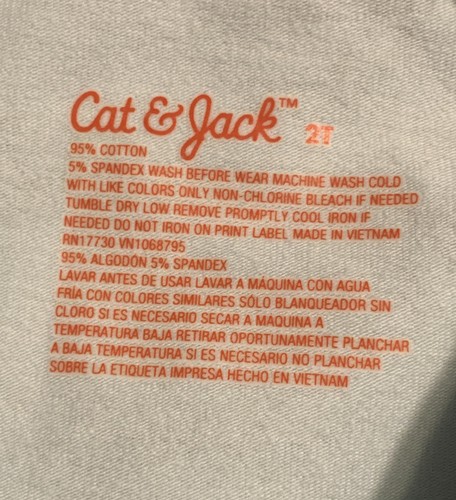 Cat & Jack™ 2T
95% COTTON
5% SPANDEX WASH BEFORE WEAR MACHINE WASH COLD
WITH LIKE COLORS ONLY NON-CHLORINE BLEACH IF NEEDED
TUMBLE DRY LOW REMOVE PROMPTLY COOL IRON IF
NEEDED DO NOT IRON ON PRINT LABEL MADE IN VIETNAM
RN17730 VN1068795
95% ALGODÓN 5% SPANDEX
LAVAR ANTES DE USAR LAVAR A MÁQUINA CON AGUA
FRÍA CON COLORES SIMILARES SÓLO BLANQUEADOR SIN
CLORO SI ES NECESARIO SECAR A MAQUINA A
TEMPERATURA BAJA RETIRAR OPORTUNAMENTE PLANCHAR
A BAJA TEMPERATURA SI ES NECESARIO NO PLANCHAR
SOBRE LA ETIQUETA IMPRESA HECHO EN VIETNAM